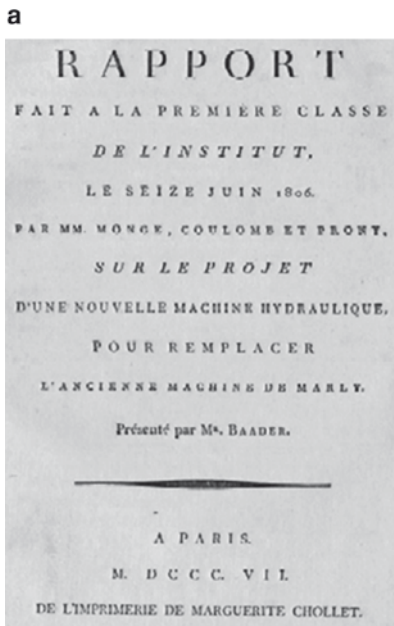 a
RAPPORT
FAIT A LA PREMIÈRE CLASSE
DE L'INSTITUT,
LE SEIZE JUIN 1806.
PAR MM. MONGE, COULOMB ET PRONY,
SUR LE PROJET
D'UNE NOUVELLE MACHINE HYDRAULIQUE,
POUR REMPLACER
L'ANCIENNE MACHINE DE MARLY.
Présenté par Mr. BAADER.
A PARIS.
M. DCCC. VII.
DE L'IMPRIMERIE DE MARGUERITE CHOLLET.